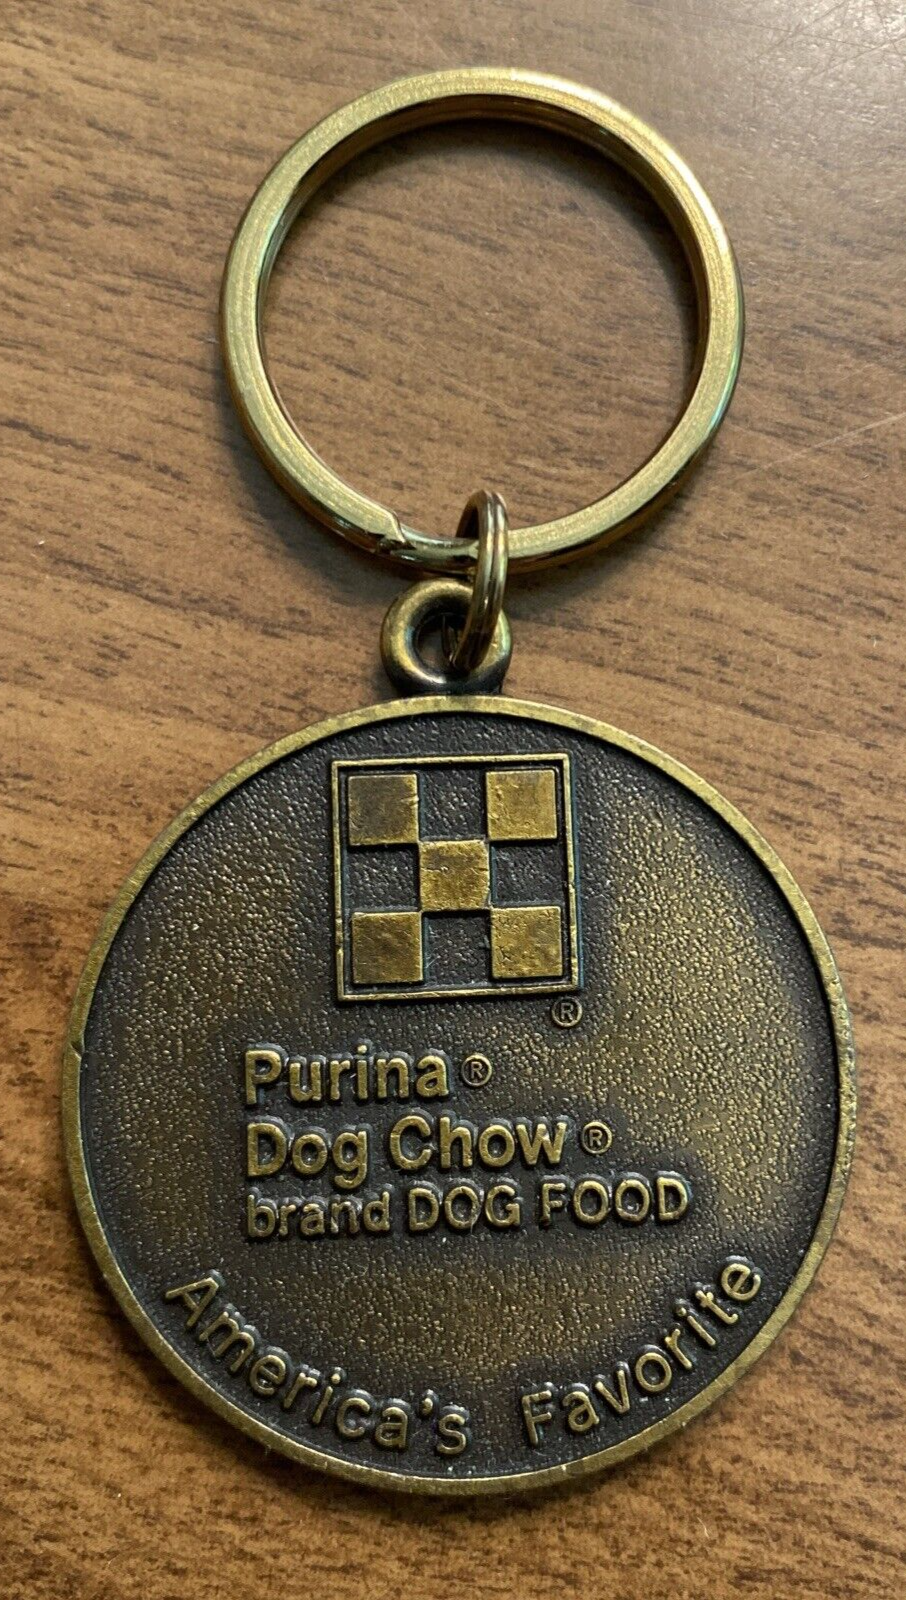 ®
Purina®
Dog Chow®
brand DOG FOOD
America's Favorite